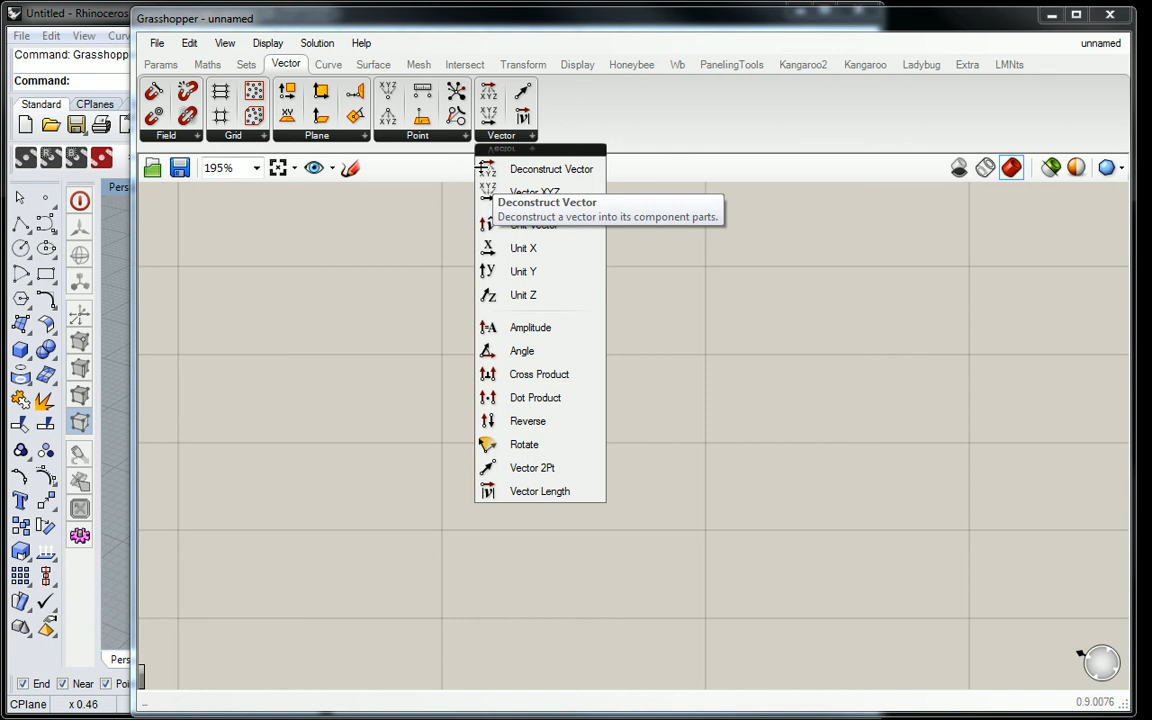 Untitled - Rhinoceros
Grasshopper - unnamed
File Edit View
Command: Grasshopp
Command:
Standard CPlanes
File Edit View Display Solution Help
unnamed
Params Maths Sets Vector Curve Surface Mesh Intersect Transform Display Honeybee Wb PanelingTools Kangaroo2 Kangaroo Ladybug Extra LMNts
Field Grid Plane Point Vector
195%
Deconstruct Vector
Vector XYZ
Deconstruct Vector
Deconstruct a vector into its component parts.
Unit X
Unit Y
Unit Z
Amplitude
Angle
Cross Product
Dot Product
Reverse
Rotate
Vector 2Pt
Vector Length
End Near
CPlane x 0.46
0.9.0076